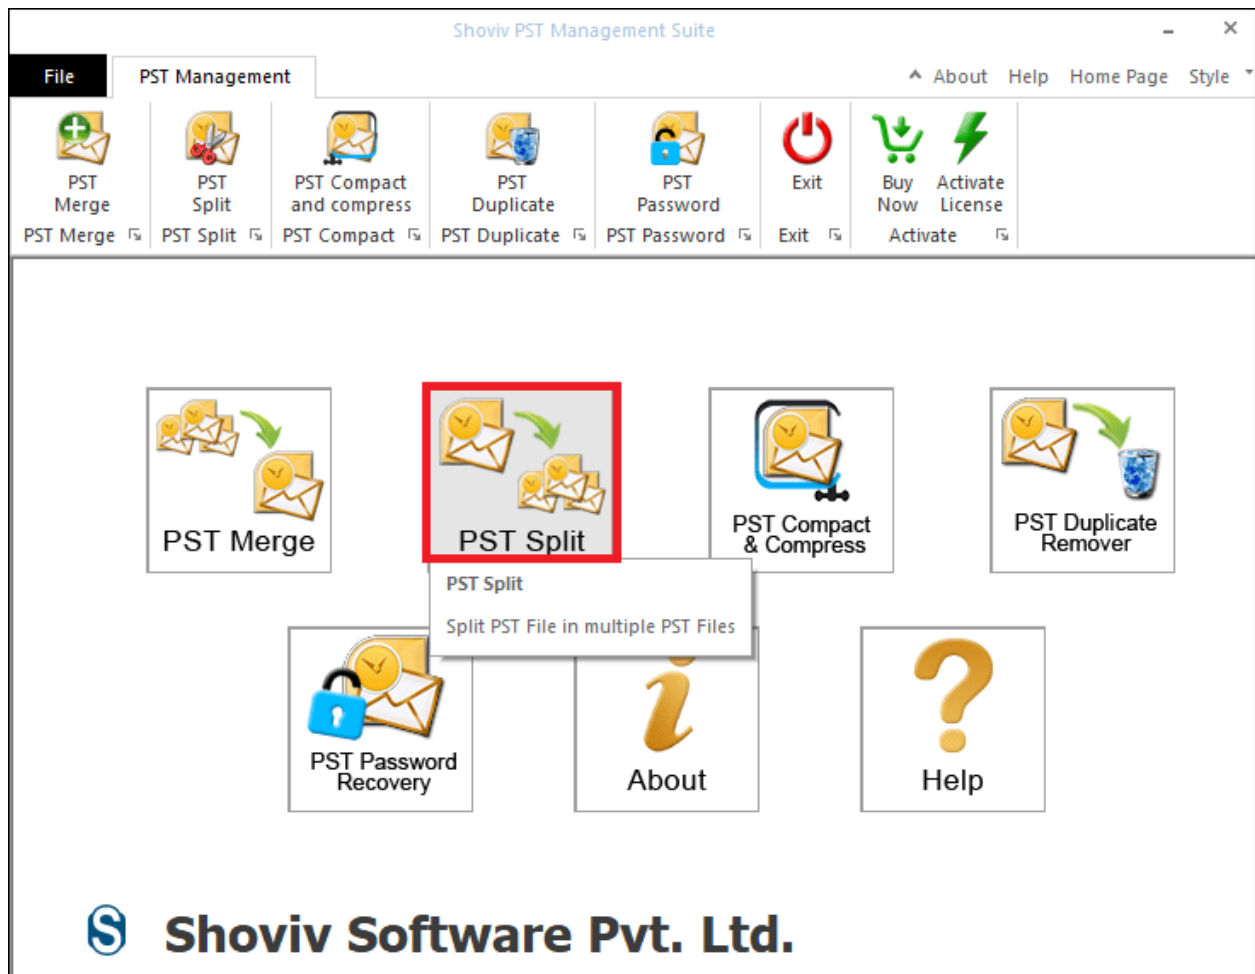 Shoviv PST Management Suite
File PST Management About Help Home Page Style
PST Merge
PST Split
PST Compact and compress
PST Duplicate
PST Password
Exit
Buy Now
Activate License
PST Merge PST Split PST Compact PST Duplicate PST Password Exit Activate
PST Merge
PST Split
PST Compact
& Compress
PST Duplicate
Remover
PST Split
Split PST File in multiple PST Files
PST Password
Recovery
About
Help
S Shoviv Software Pvt. Ltd.